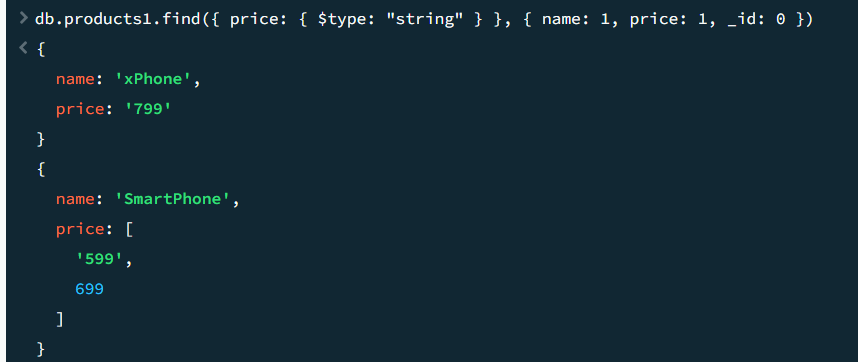 > db.products1.find({ price: { $type: "string" } }, { name: 1, price: 1, _id: 0 })
< {
name: 'xPhone',
price: '799'
}
{
name: 'SmartPhone',
price: [
'599',
699
]
}